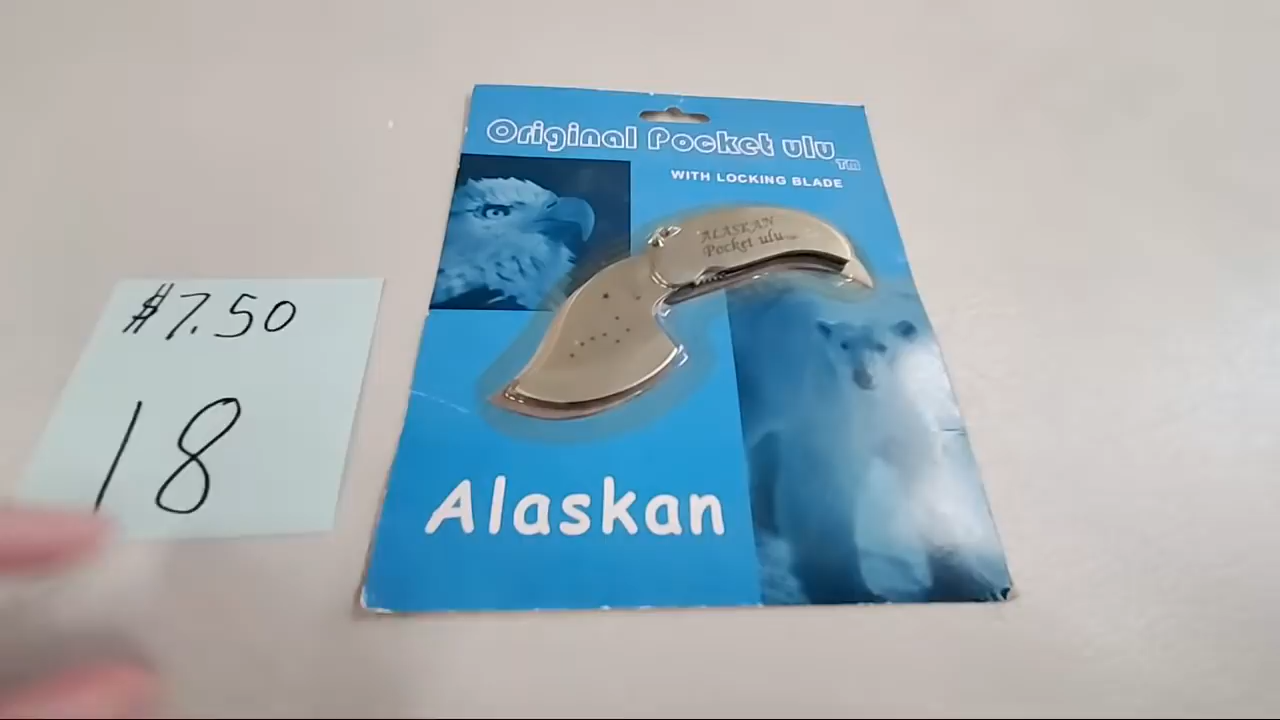 Original Pocket ulu TM
WITH LOCKING BLADE
ALASKAN
Pocket ulu
Alaskan
$7.50
18